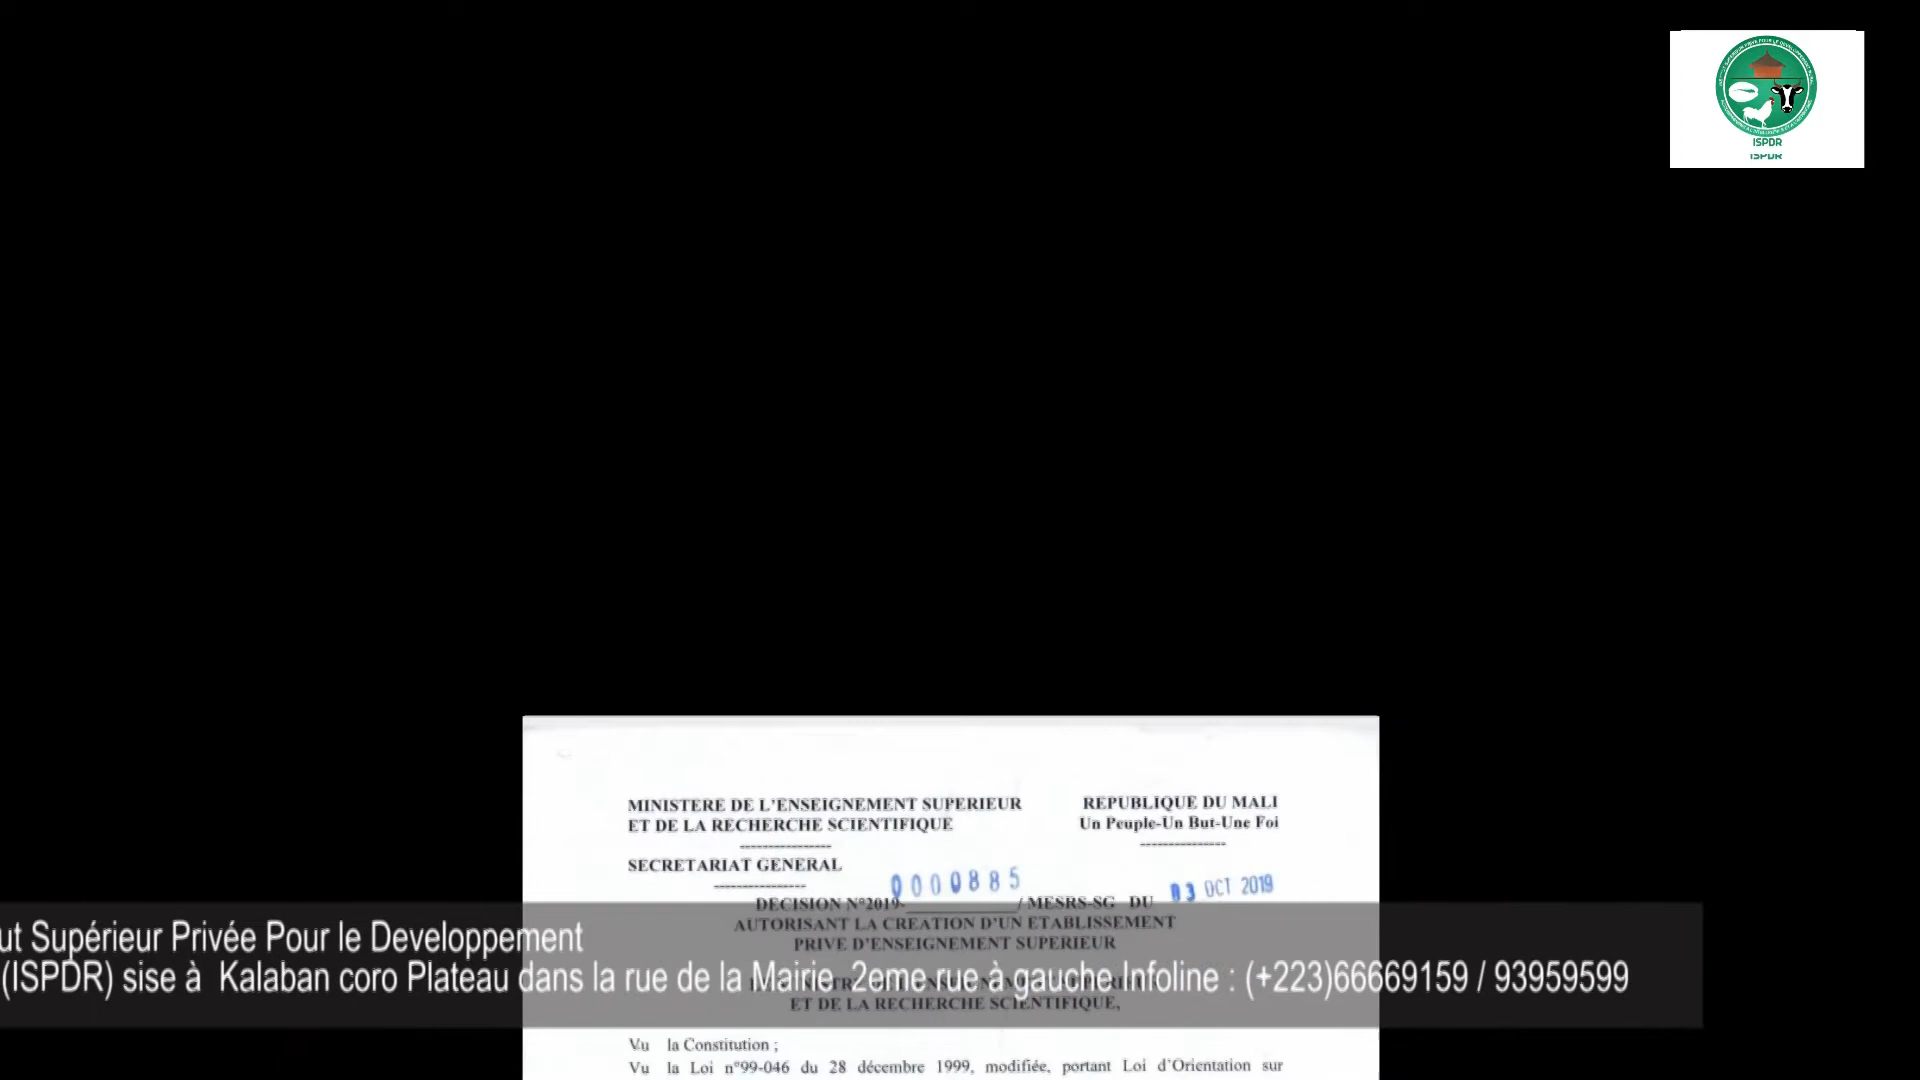 ISPDR
ISPDR
MINISTERE DE L'ENSEIGNEMENT SUPERIEUR
ET DE LA RECHERCHE SCIENTIFIQUE
----------------
SECRETARIAT GENERAL
----------------
REPUBLIQUE DU MALI
Un Peuple-Un But-Une Foi
---------------
0000885
03 OCT 2019
DECISION N°2019-____________/ MESRS-SG DU
AUTORISANT LA CREATION D'UN ETABLISSEMENT
PRIVE D'ENSEIGNEMENT SUPERIEUR
ut Supérieur Privée Pour le Developpement
(ISPDR) sise à Kalaban coro Plateau dans la rue de la Mairie, 2eme rue à gauche Infoline : (+223)66669159 / 93959599
ET DE LA RECHERCHE SCIENTIFIQUE,
Vu la Constitution ;
Vu la Loi n°99-046 du 28 décembre 1999, modifiée, portant Loi d'Orientation sur